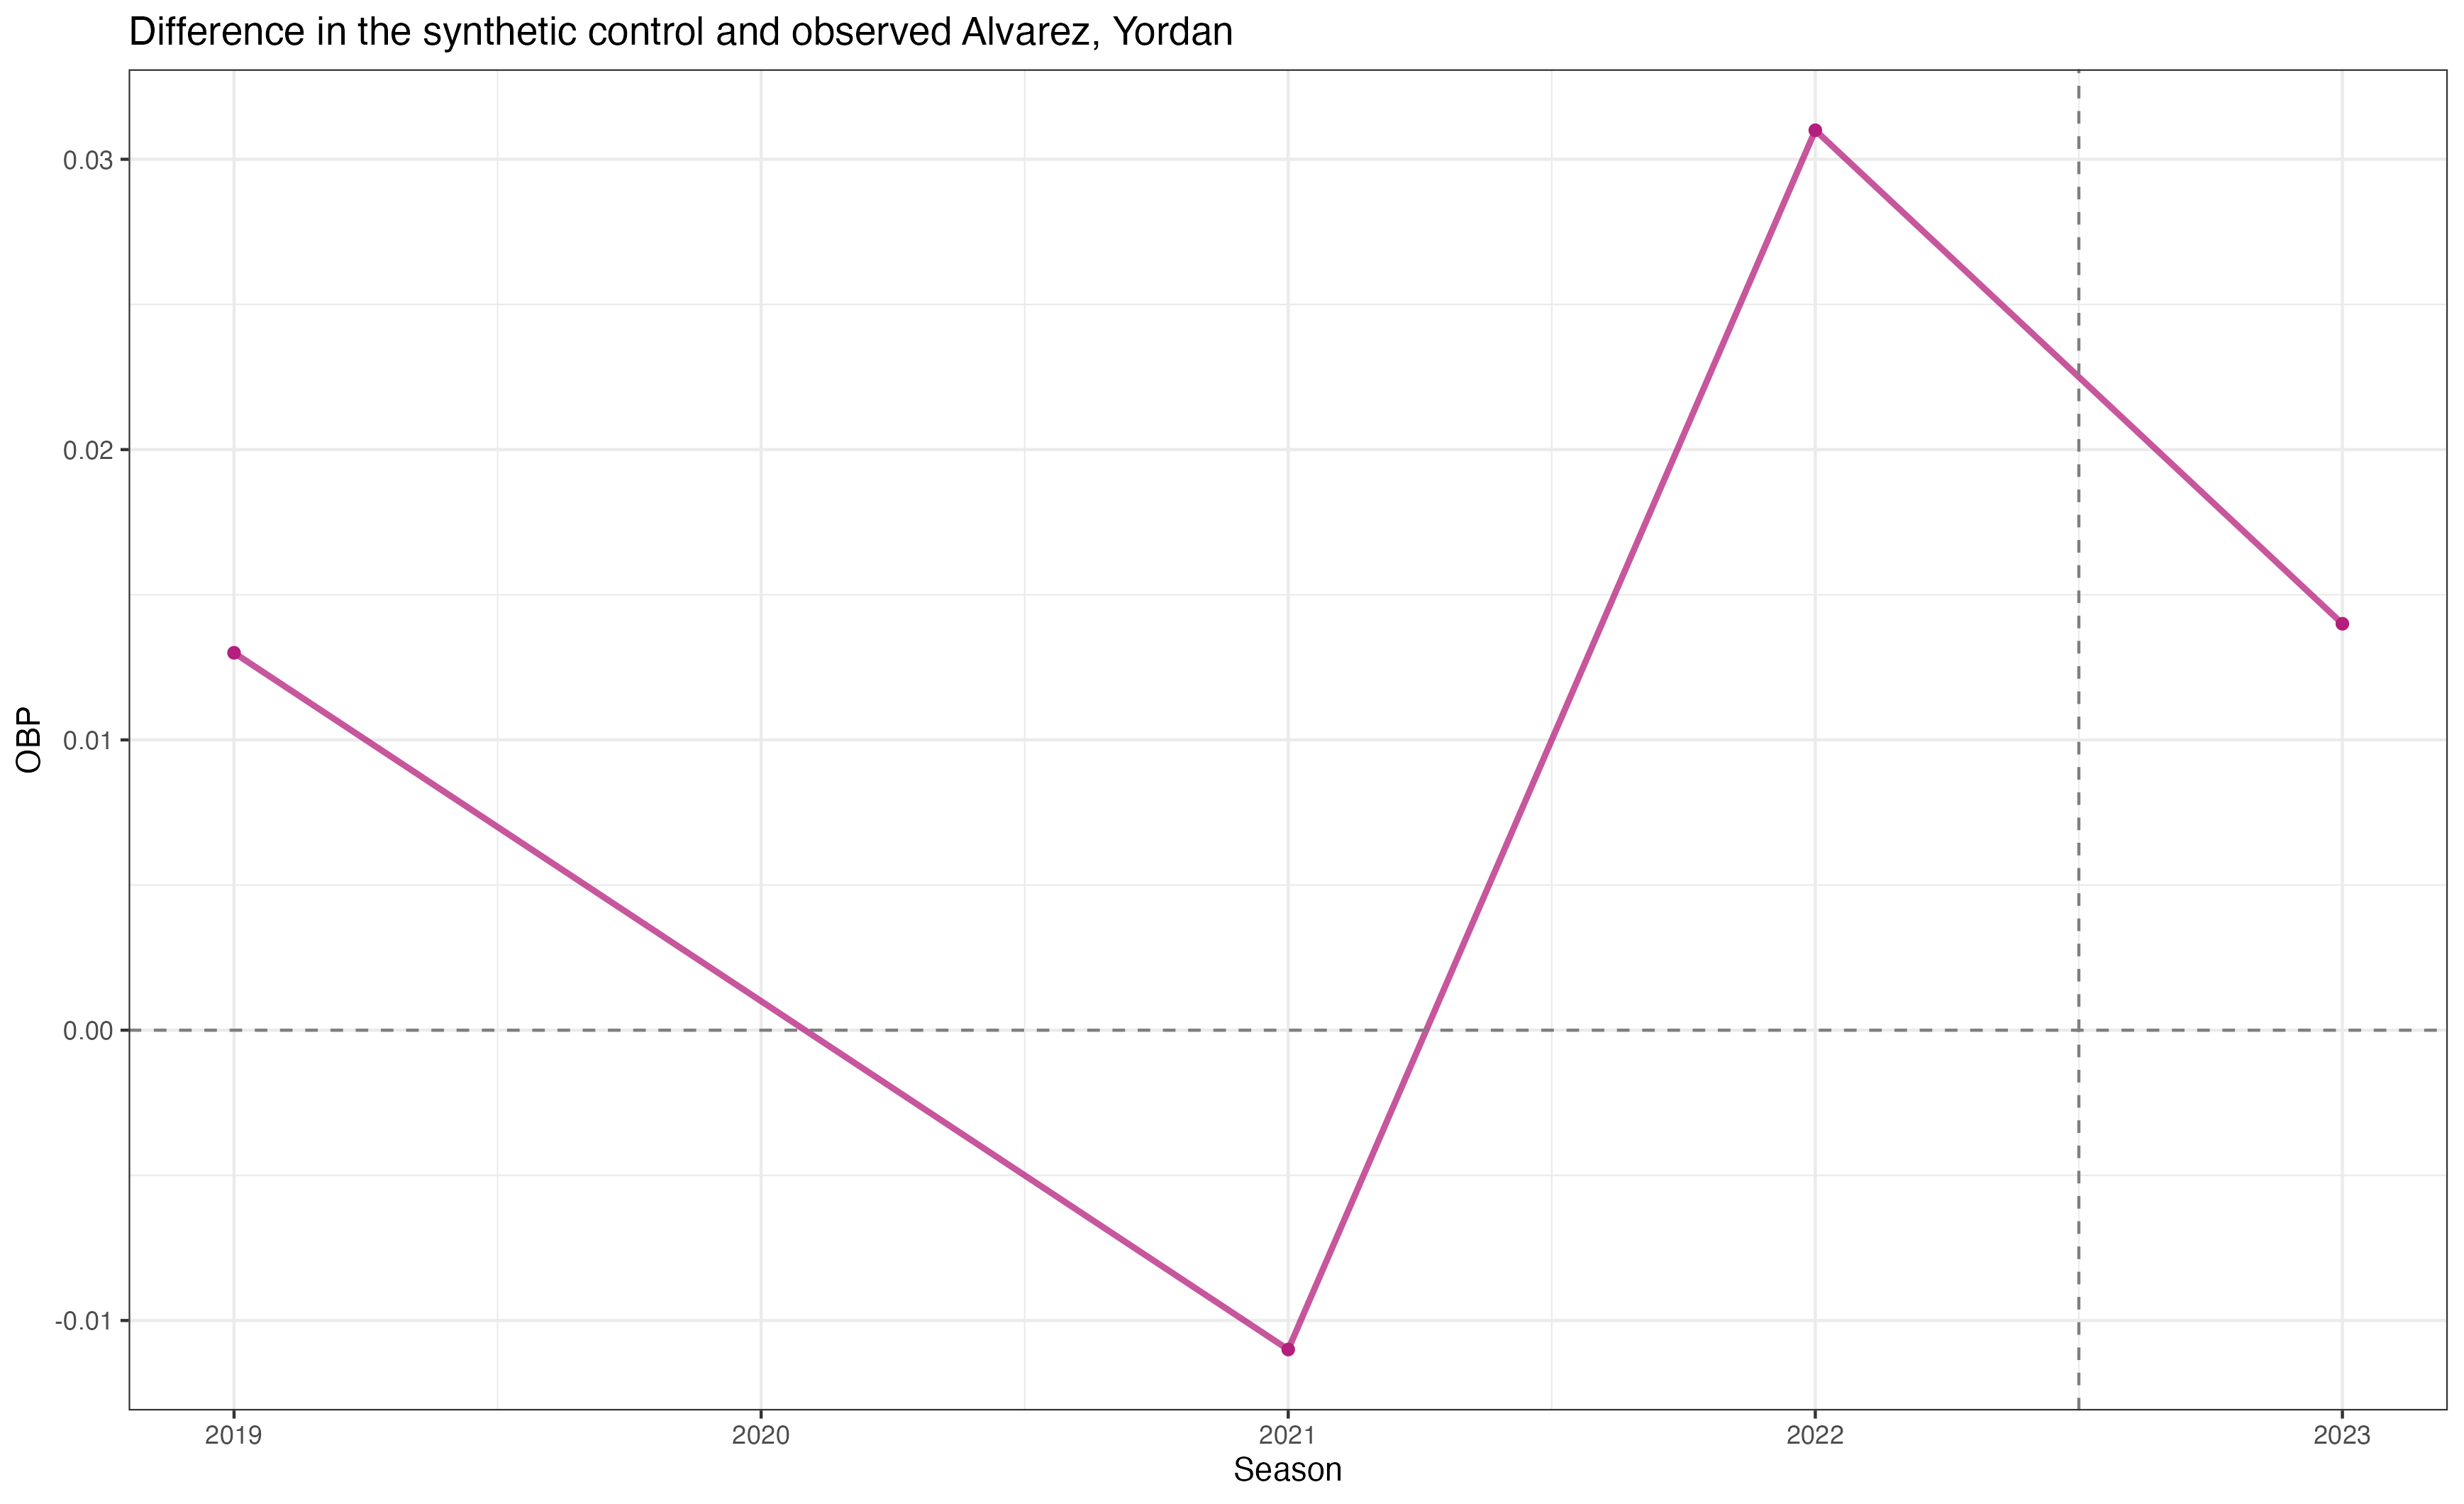 Difference in the synthetic control and observed Alvarez, Yordan
0.03
0.02
0.01
0.00
-0.01
OBP
2019 2020 2021 2022 2023
Season